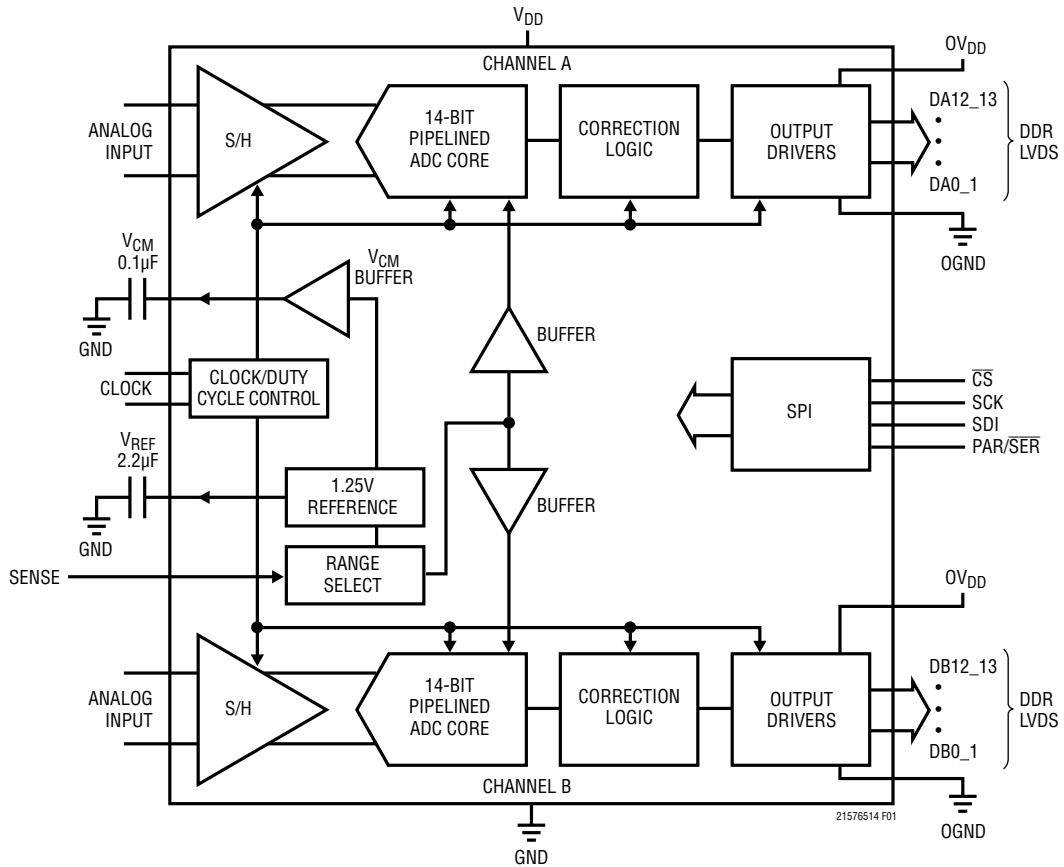 VDD
CHANNEL A
OVDD
ANALOG
INPUT
S/H
14-BIT
PIPELINED
ADC CORE
CORRECTION
LOGIC
OUTPUT
DRIVERS
DA12_13
•
•
•
DA0_1
DDR
LVDS
OGND
VCM
0.1µF
VCM
BUFFER
GND
BUFFER
CLOCK
CLOCK/DUTY
CYCLE CONTROL
SPI
CS
SCK
SDI
PAR/SER
VREF
2.2µF
1.25V
REFERENCE
BUFFER
GND
SENSE
RANGE
SELECT
OVDD
ANALOG
INPUT
S/H
14-BIT
PIPELINED
ADC CORE
CORRECTION
LOGIC
OUTPUT
DRIVERS
DB12_13
•
•
•
DB0_1
DDR
LVDS
CHANNEL B
21576514 F01
OGND
GND